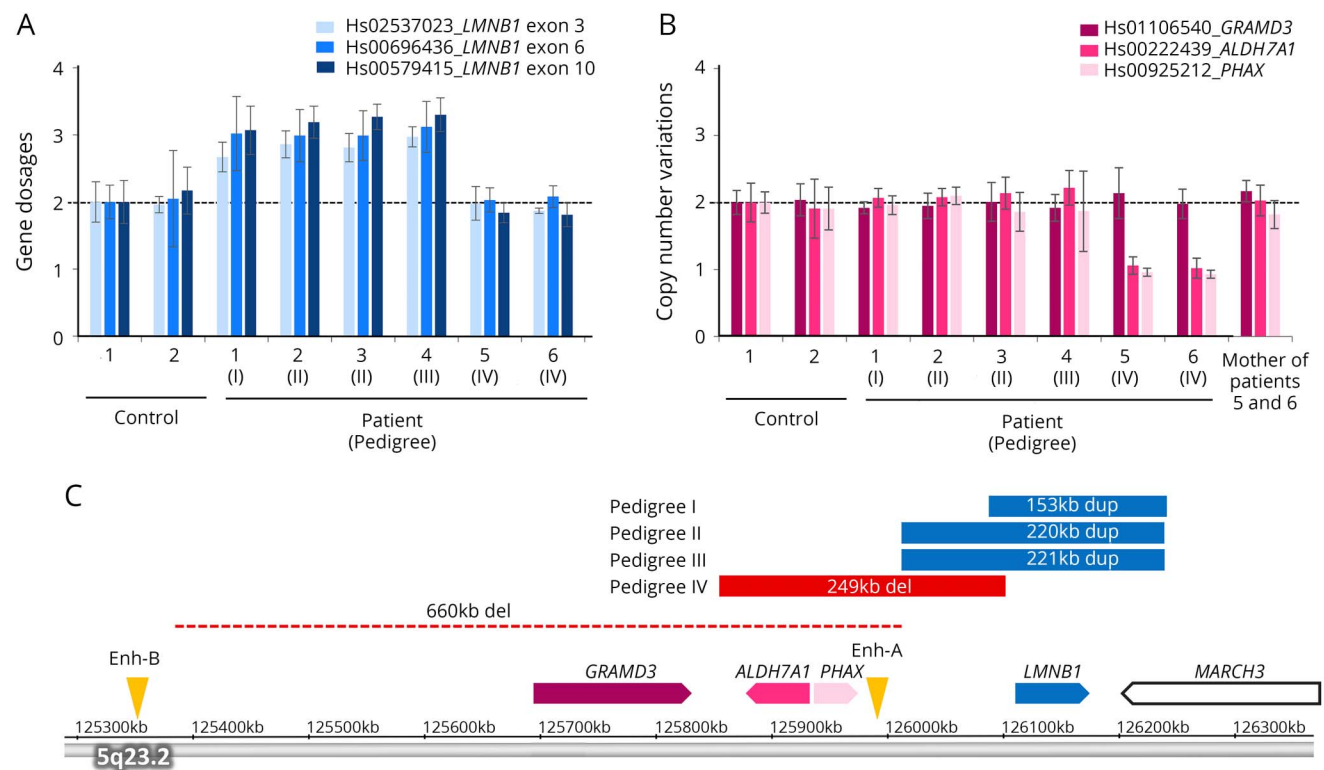 A
Hs02537023_LMNB1 exon 3
Hs00696436_LMNB1 exon 6
Hs00579415_LMNB1 exon 10
Gene dosages
4
3
2
1
0
1 2 1 2 3 4 5 6
(I) (II) (II) (III) (IV) (IV)
Control
Patient
(Pedigree)
B
Hs01106540_GRAMD3
Hs00222439_ALDH7A1
Hs00925212_PHAX
Copy number variations
4
3
2
1
0
1 2 1 2 3 4 5 6
(I) (II) (II) (III) (IV) (IV)
Mother of
patients
5 and 6
Control
Patient
(Pedigree)
C
Pedigree I 153kb dup
Pedigree II 220kb dup
Pedigree III 221kb dup
Pedigree IV 249kb del
660kb del
Enh-B GRAMD3 ALDH7A1 PHAX Enh-A LMNB1 MARCH3
125300kb 125400kb 125500kb 125600kb 125700kb 125800kb 125900kb 126000kb 126100kb 126200kb 126300kb
5q23.2